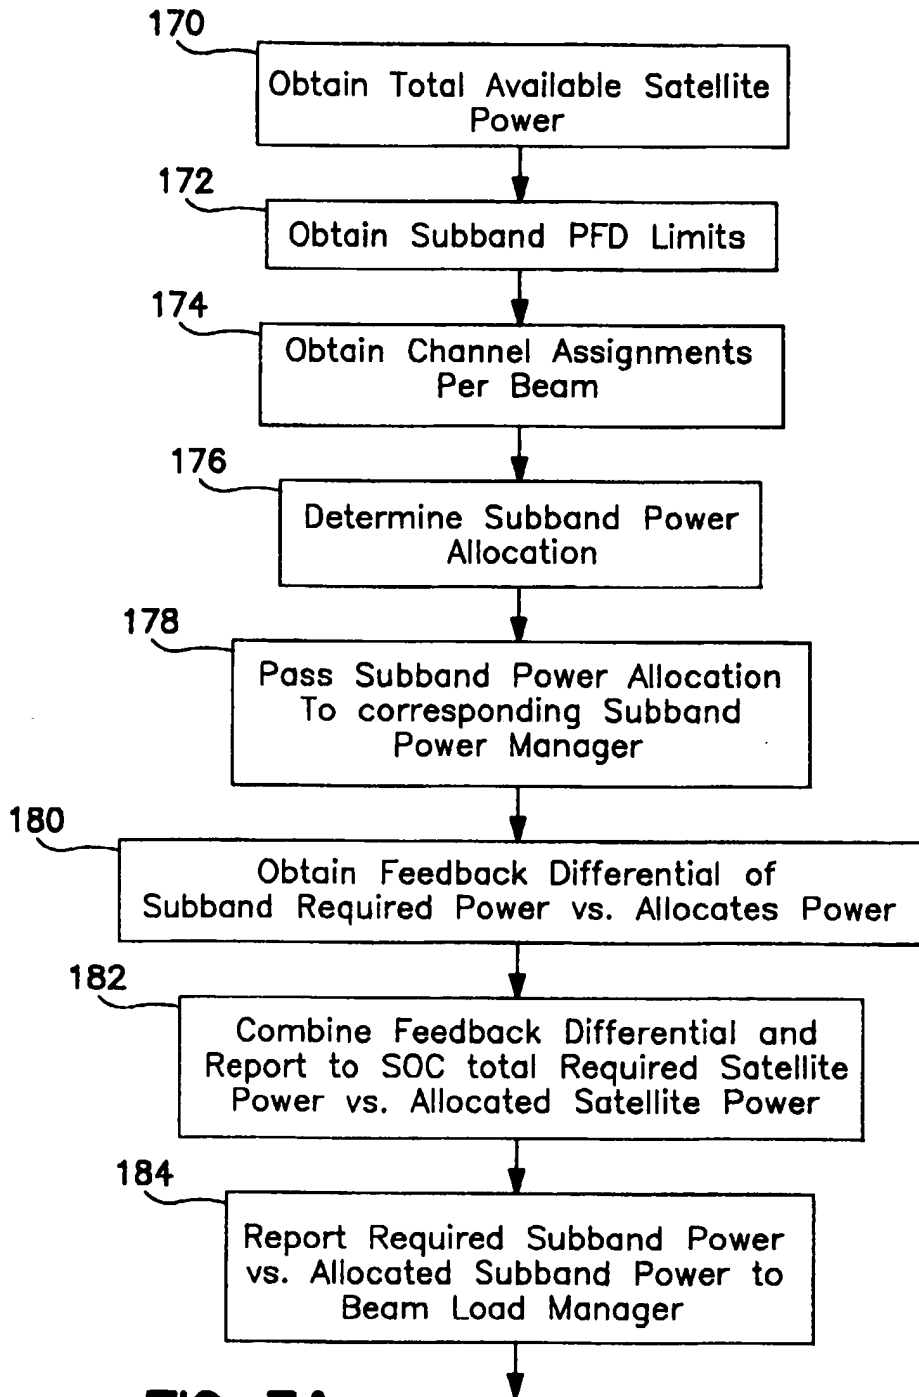 170
Obtain Total Available Satellite
Power
172
Obtain Subband PFD Limits
174
Obtain Channel Assignments
Per Beam
176
Determine Subband Power
Allocation
178
Pass Subband Power Allocation
To corresponding Subband
Power Manager
180
Obtain Feedback Differential of
Subband Required Power vs. Allocates Power
182
Combine Feedback Differential and
Report to SOC total Required Satellite
Power vs. Allocated Satellite Power
184
Report Required Subband Power
vs. Allocated Subband Power to
Beam Load Manager